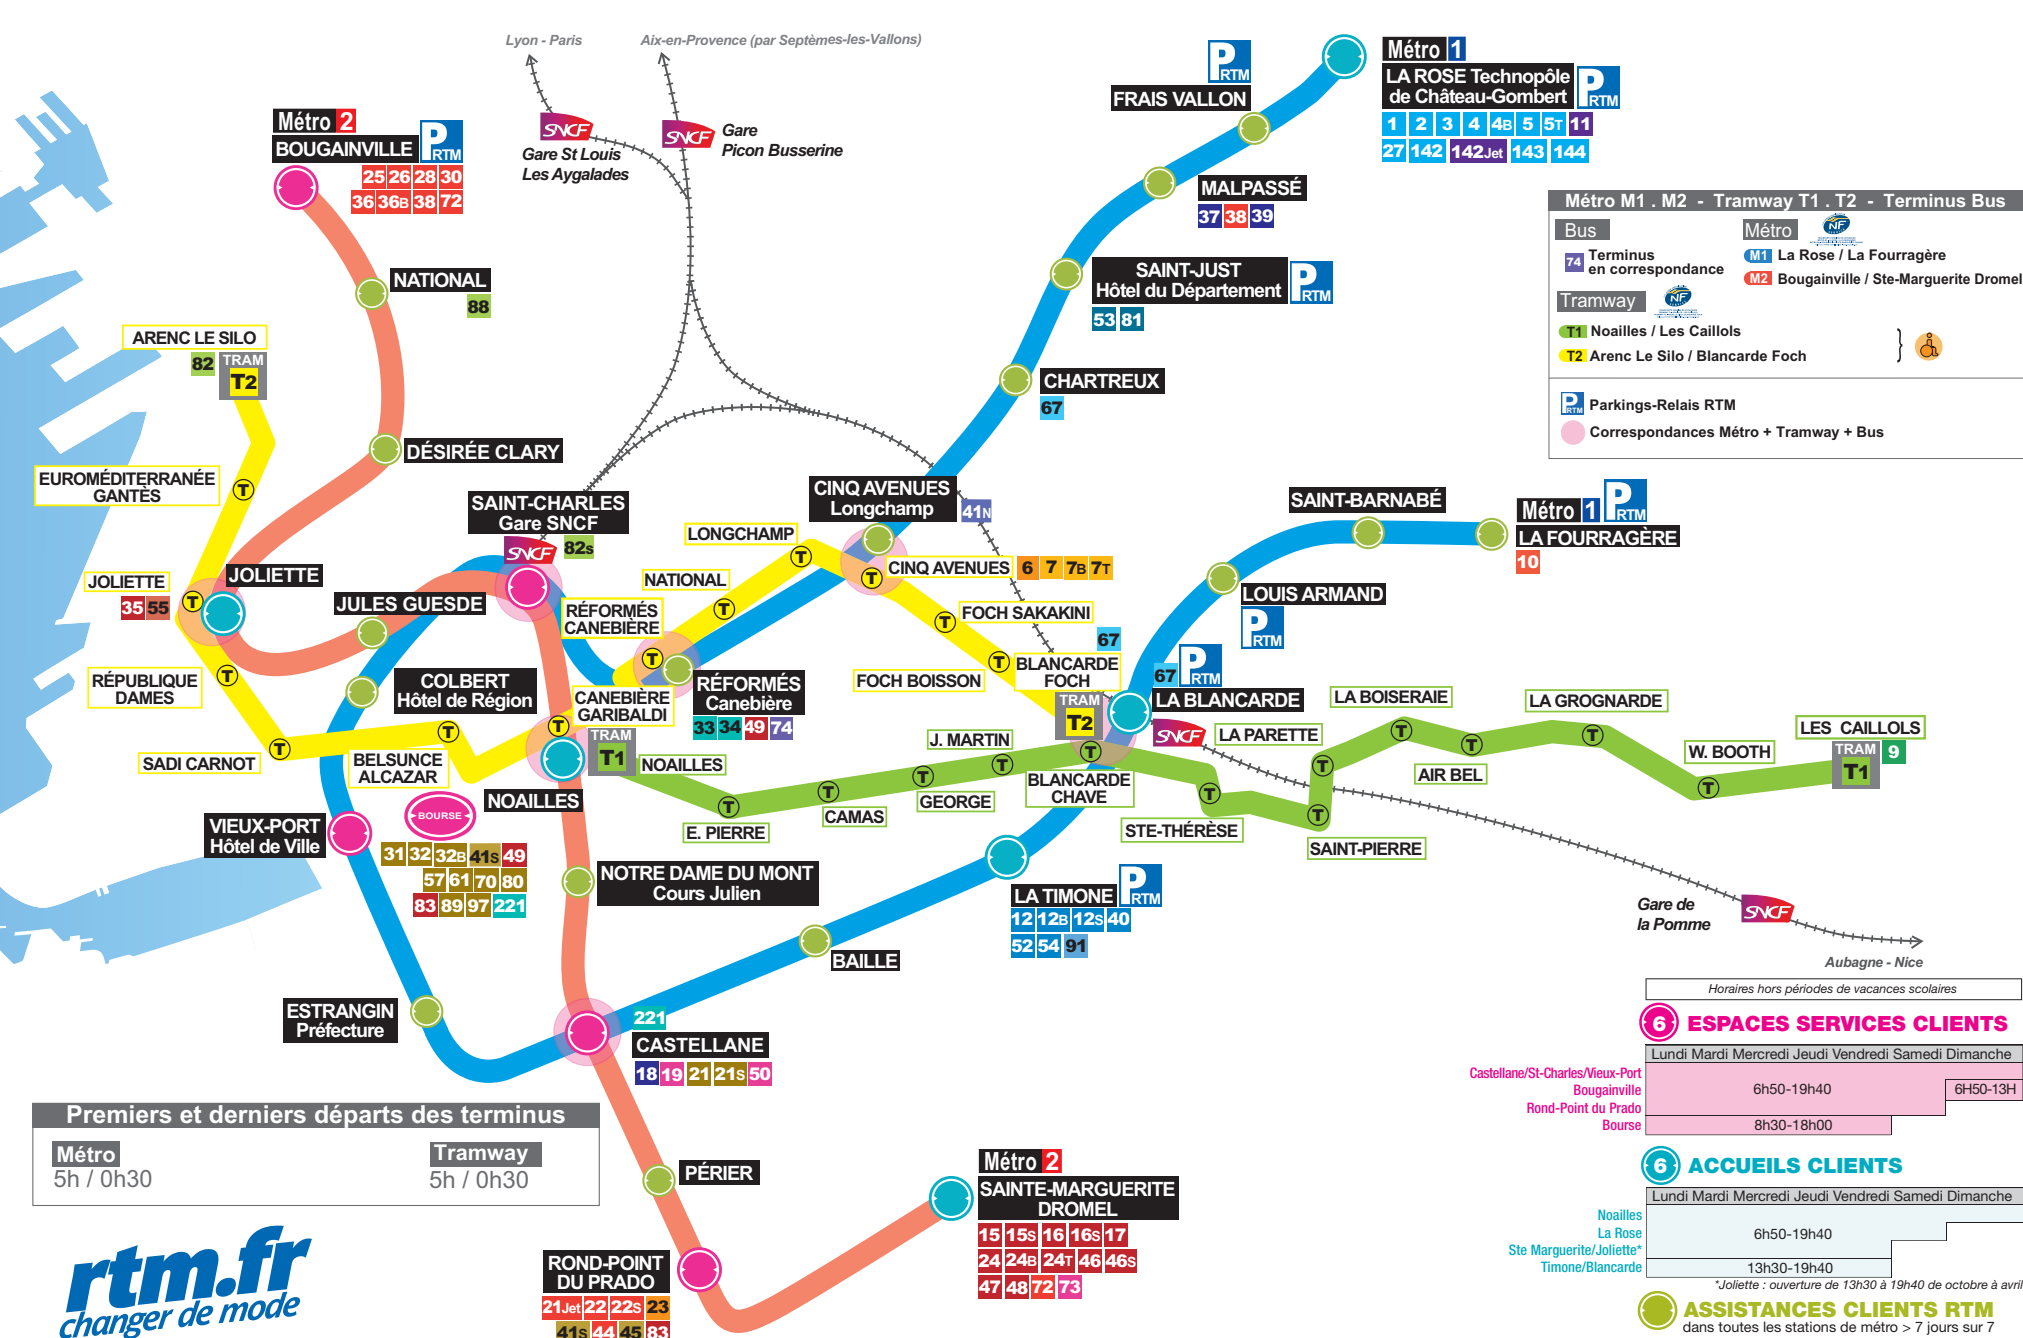 Lyon - Paris
Aix-en-Provence (par Septèmes-les-Vallons)
SNCF
Gare St Louis
Les Aygalades
SNCF
Gare
Picon Busserine
Métro 2
BOUGAINVILLE
P RTM
25 26 28 30
36 36B 38 72
NATIONAL
88
DÉSIRÉE CLARY
P RTM
FRAIS VALLON
Métro 1
LA ROSE Technopôle
de Château-Gombert
P RTM
1 2 3 4 4B 5 5T 11
27 142 142Jet 143 144
MALPASSÉ
37 38 39
SAINT-JUST
Hôtel du Département
P RTM
53 81
CHARTREUX
67
Métro M1 . M2 - Tramway T1 . T2 - Terminus Bus
Bus
74 Terminus
en correspondance
Métro
NF
M1 La Rose / La Fourragère
M2 Bougainville / Ste-Marguerite Dromel
Tramway
NF
T1 Noailles / Les Caillols
T2 Arenc Le Silo / Blancarde Foch
P RTM Parkings-Relais RTM
Correspondances Métro + Tramway + Bus
ARENC LE SILO
82
TRAM
T2
EUROMÉDITERRANÉE
GANTÈS
T
JOLIETTE
35 55
T
JOLIETTE
JULES GUESDE
SAINT-CHARLES
Gare SNCF
SNCF
82S
RÉPUBLIQUE
DAMES
T
SADI CARNOT
T
COLBERT
Hôtel de Région
BELSUNCE
ALCAZAR
T
CANEBIÈRE
GARIBALDI
T
RÉFORMÉS
CANEBIÈRE
T
RÉFORMÉS
Canebière
33 34 49 74
NATIONAL
T
LONGCHAMP
T
CINQ AVENUES
Longchamp
41N
CINQ AVENUES
T
6 7 7B 7T
FOCH SAKAKINI
T
FOCH BOISSON
T
67
BLANCARDE
FOCH
TRAM
T2
67
P RTM
LA BLANCARDE
SNCF
LOUIS ARMAND
P RTM
SAINT-BARNABÉ
Métro 1
P RTM
LA FOURRAGÈRE
10
TRAM
T1
NOAILLES
NOAILLES
E. PIERRE
T
CAMAS
T
GEORGE
T
J. MARTIN
T
BLANCARDE
CHAVE
T
STE-THÉRÈSE
T
SAINT-PIERRE
T
LA PARETTE
T
LA BOISERAIE
T
AIR BEL
T
LA GROGNARDE
T
W. BOOTH
T
LES CAILLOLS
TRAM
T1
9
VIEUX-PORT
Hôtel de Ville
BOURSE
31 32 32B 41S 49
57 61 70 80
83 89 97 221
NOTRE DAME DU MONT
Cours Julien
LA TIMONE
P RTM
12 12B 12S 40
52 54 91
BAILLE
ESTRANGIN
Préfecture
221
CASTELLANE
18 19 21 21S 50
Gare de
la Pomme
SNCF
Aubagne - Nice
PÉRIER
ROND-POINT
DU PRADO
21Jet 22 22S 23
41S 44 45 83
Métro 2
SAINTE-MARGUERITE
DROMEL
15 15S 16 16S 17
24 24B 24T 46 46S
47 48 72 73
Premiers et derniers départs des terminus
Métro
5h / 0h30
Tramway
5h / 0h30
rtm.fr
changer de mode
Horaires hors périodes de vacances scolaires
6 ESPACES SERVICES CLIENTS
Lundi Mardi Mercredi Jeudi Vendredi Samedi Dimanche
Castellane/St-Charles/Vieux-Port
Bougainville
Rond-Point du Prado
6h50-19h40
6H50-13H
Bourse
8h30-18h00
6 ACCUEILS CLIENTS
Lundi Mardi Mercredi Jeudi Vendredi Samedi Dimanche
Noailles
La Rose
Ste Marguerite/Joliette*
6h50-19h40
Timone/Blancarde
13h30-19h40
*Joliette : ouverture de 13h30 à 19h40 de octobre à avril
ASSISTANCES CLIENTS RTM
dans toutes les stations de métro > 7 jours sur 7